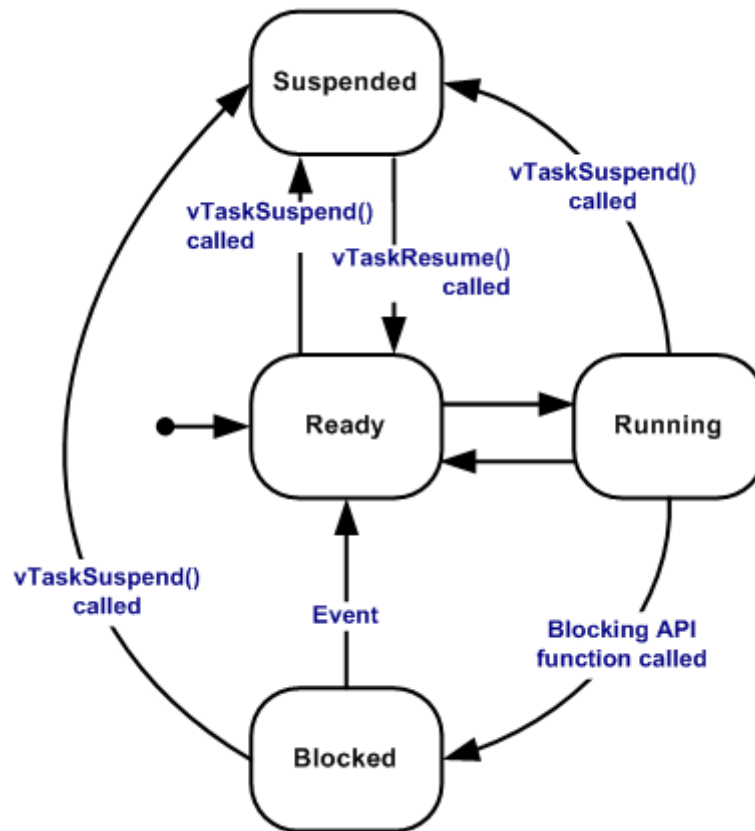 Suspended
vTaskSuspend()
called
vTaskSuspend()
called
vTaskResume()
called
Ready
Running
vTaskSuspend()
called
Event
Blocking API
function called
Blocked